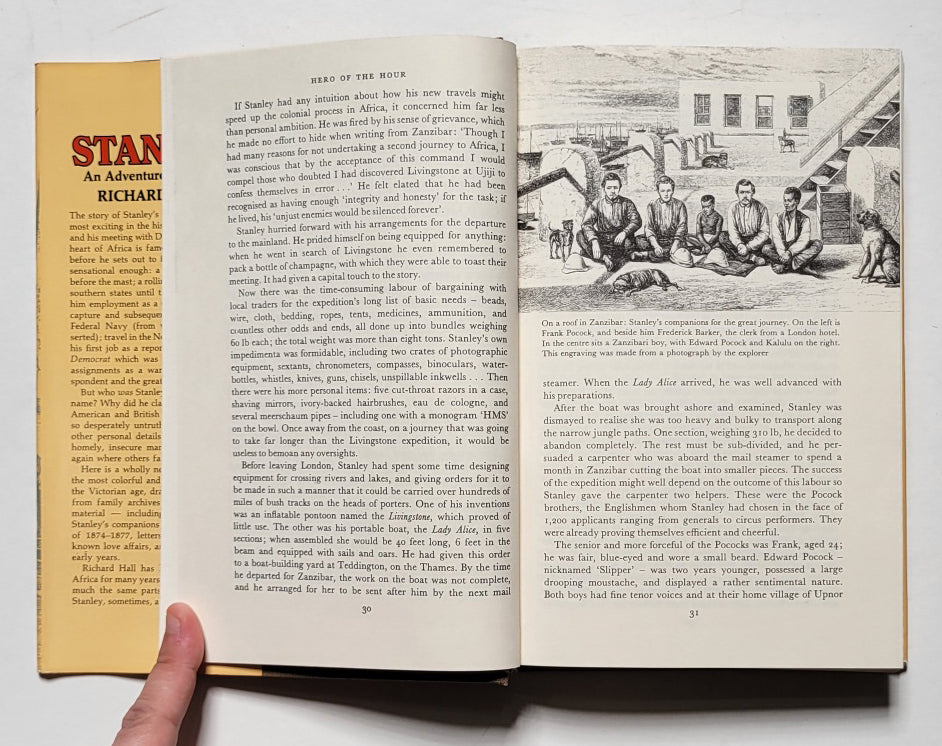 STAN
An Adventure
RICHARD
The story of Stanley's
most exciting in the his
and his meeting with D
heart of Africa is fam
before he sets out to
sensational enough: a
before the mast; a rolli
southern states until
him employment as a
capture and subseque
Federal Navy (from
serted); travel in the N
his first job as a repor
Democrat which was
assignments as a war
spondent and the great
But who was Stanle
name? Why did he cla
American and British
so desperately untruth
other personal details
homely, insecure mar
again where others fa
Here is a wholly ne
the most colorful and
the Victorian age, dra
from family archives
material — including
Stanley's companions
of 1874–1877, letters
known love affairs, a
early years.
Richard Hall has
Africa for many years
much the same parts
Stanley, sometimes, a
HERO OF THE HOUR
If Stanley had any intuition about how his new travels might
speed up the colonial process in Africa, it concerned him far less
than personal ambition. He was fired by his sense of grievance, which
he made no effort to hide when writing from Zanzibar: 'Though I
had many reasons for not undertaking a second journey to Africa, I
was conscious that by the acceptance of this command I would
compel those who doubted I had discovered Livingstone at Ujiji to
confess themselves in error . . .' He felt elated that he had been
recognised as having enough 'integrity and honesty' for the task; if
he lived, his 'unjust enemies would be silenced forever'.
Stanley hurried forward with his arrangements for the departure
to the mainland. He prided himself on being equipped for anything:
when he went in search of Livingstone he even remembered to
pack a bottle of champagne, with which they were able to toast their
meeting. It had given a capital touch to the story.
Now there was the time-consuming labour of bargaining with
local traders for the expedition's long list of basic needs – beads,
wire, cloth, bedding, ropes, tents, medicines, ammunition, and
countless other odds and ends, all done up into bundles weighing
60 lb each; the total weight was more than eight tons. Stanley's own
impedimenta was formidable, including two crates of photographic
equipment, sextants, chronometers, compasses, binoculars, water-
bottles, whistles, knives, guns, chisels, unspillable inkwells . . . Then
there were his more personal items: five cut-throat razors in a case,
shaving mirrors, ivory-backed hairbrushes, eau de cologne, and
several meerschaum pipes – including one with a monogram 'HMS'
on the bowl. Once away from the coast, on a journey that was going
to take far longer than the Livingstone expedition, it would be
useless to bemoan any oversights.
Before leaving London, Stanley had spent some time designing
equipment for crossing rivers and lakes, and giving orders for it to
be made in such a manner that it could be carried over hundreds of
miles of bush tracks on the heads of porters. One of his inventions
was an inflatable pontoon named the Livingstone, which proved of
little use. The other was his portable boat, the Lady Alice, in five
sections; when assembled she would be 40 feet long, 6 feet in the
beam and equipped with sails and oars. He had given this order
to a boat-building yard at Teddington, on the Thames. By the time
he departed for Zanzibar, the work on the boat was not complete,
and he arranged for her to be sent after him by the next mail
30
On a roof in Zanzibar: Stanley's companions for the great journey. On the left is
Frank Pocock, and beside him Frederick Barker, the clerk from a London hotel.
In the centre sits a Zanzibari boy, with Edward Pocock and Kalulu on the right.
This engraving was made from a photograph by the explorer
steamer. When the Lady Alice arrived, he was well advanced with
his preparations.
After the boat was brought ashore and examined, Stanley was
dismayed to realise she was too heavy and bulky to transport along
the narrow jungle paths. One section, weighing 310 lb, he decided to
abandon completely. The rest must be sub-divided, and he per-
suaded a carpenter who was aboard the mail steamer to spend a
month in Zanzibar cutting the boat into smaller pieces. The success
of the expedition might well depend on the outcome of this labour so
Stanley gave the carpenter two helpers. These were the Pocock
brothers, the Englishmen whom Stanley had chosen in the face of
1,200 applicants ranging from generals to circus performers. They
were already proving themselves efficient and cheerful.
The senior and more forceful of the Pococks was Frank, aged 24;
he was fair, blue-eyed and wore a small beard. Edward Pocock –
nicknamed 'Slipper' – was two years younger, possessed a large
drooping moustache, and displayed a rather sentimental nature.
Both boys had fine tenor voices and at their home village of Upnor
31